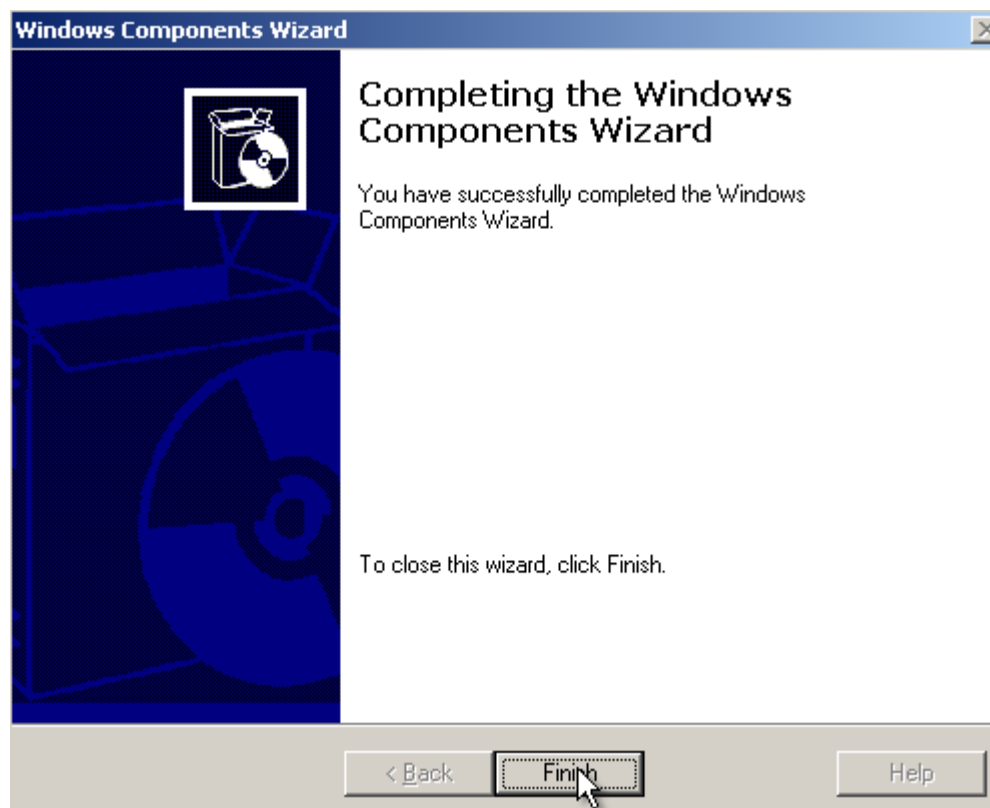 Windows Components Wizard
Completing the Windows
Components Wizard
You have successfully completed the Windows
Components Wizard.
To close this wizard, click Finish.
< Back
Finish
Help